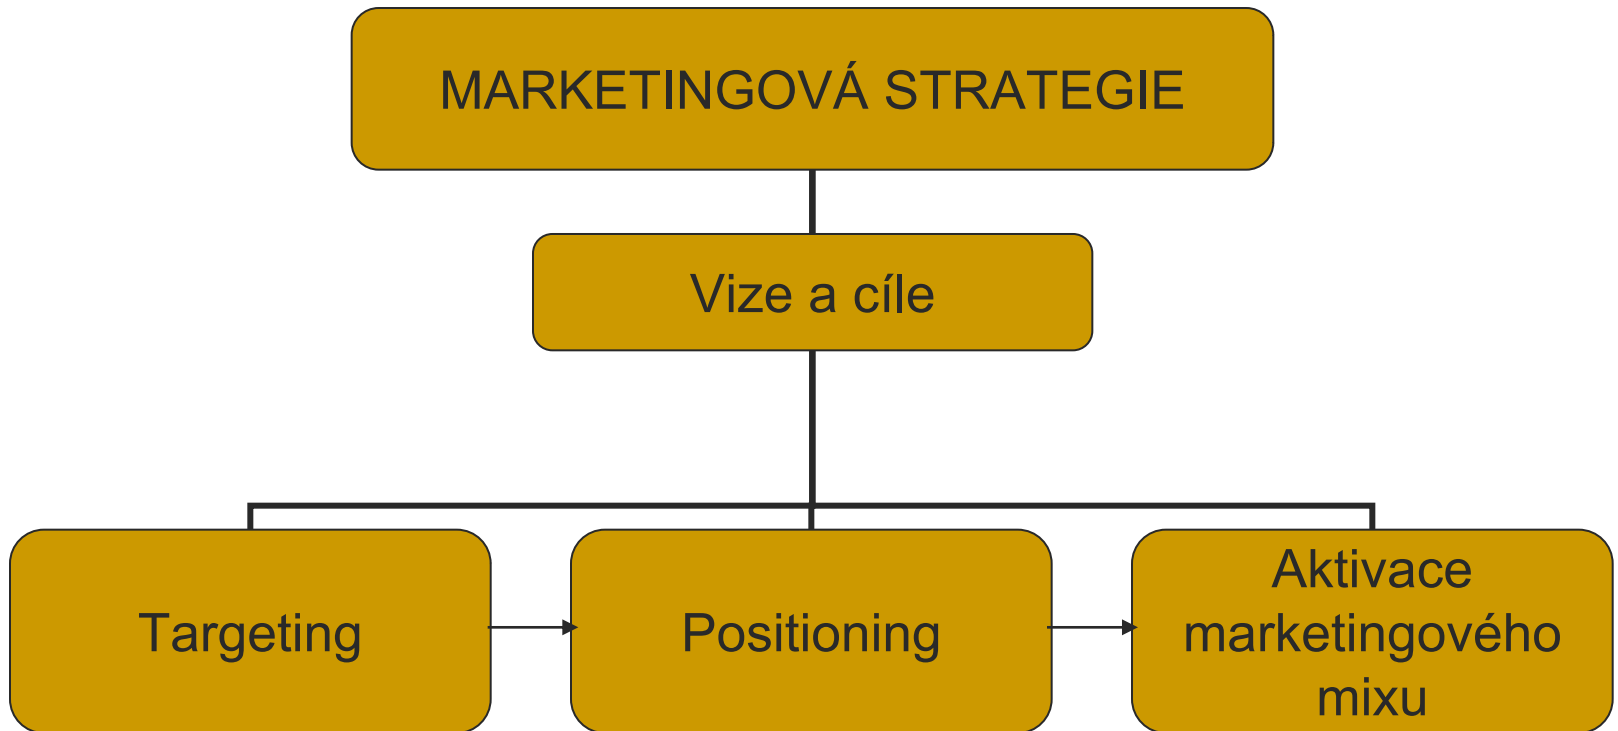 MARKETINGOVÁ STRATEGIE
Vize a cíle
Targeting
Positioning
Aktivace
marketingového
mixu